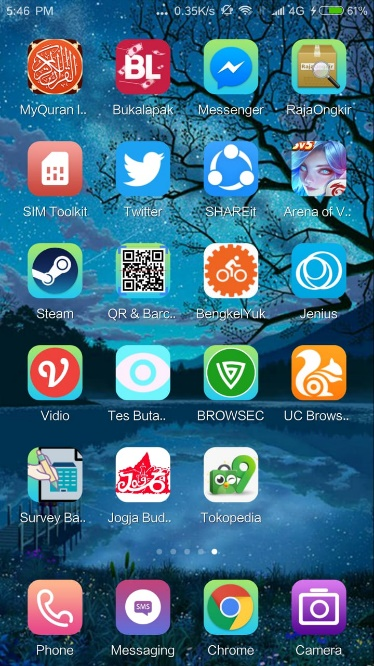 5:46 PM ... 0.35K/s 4G 61%
BL
MyQuran I.. Bukalapak Messenger RajaOngkir
5V5
SIM Toolkit Twitter SHAREit Arena of V.:
Steam QR & Barc.. BengkelYuk Jenius
Vidio Tes Buta.. BROWSEC UC Brows..
Survey Ba.. Jogja Bud.. Tokopedia
SMS
Phone Messaging Chrome Camera